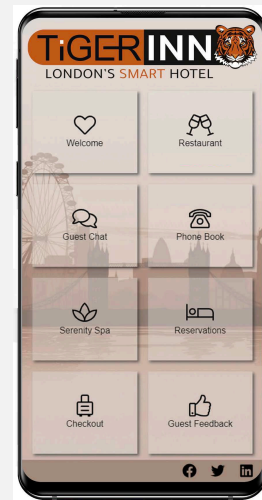 TiGER INN
LONDON'S SMART HOTEL
Welcome
Restaurant
Guest Chat
Phone Book
Serenity Spa
Reservations
Checkout
Guest Feedback